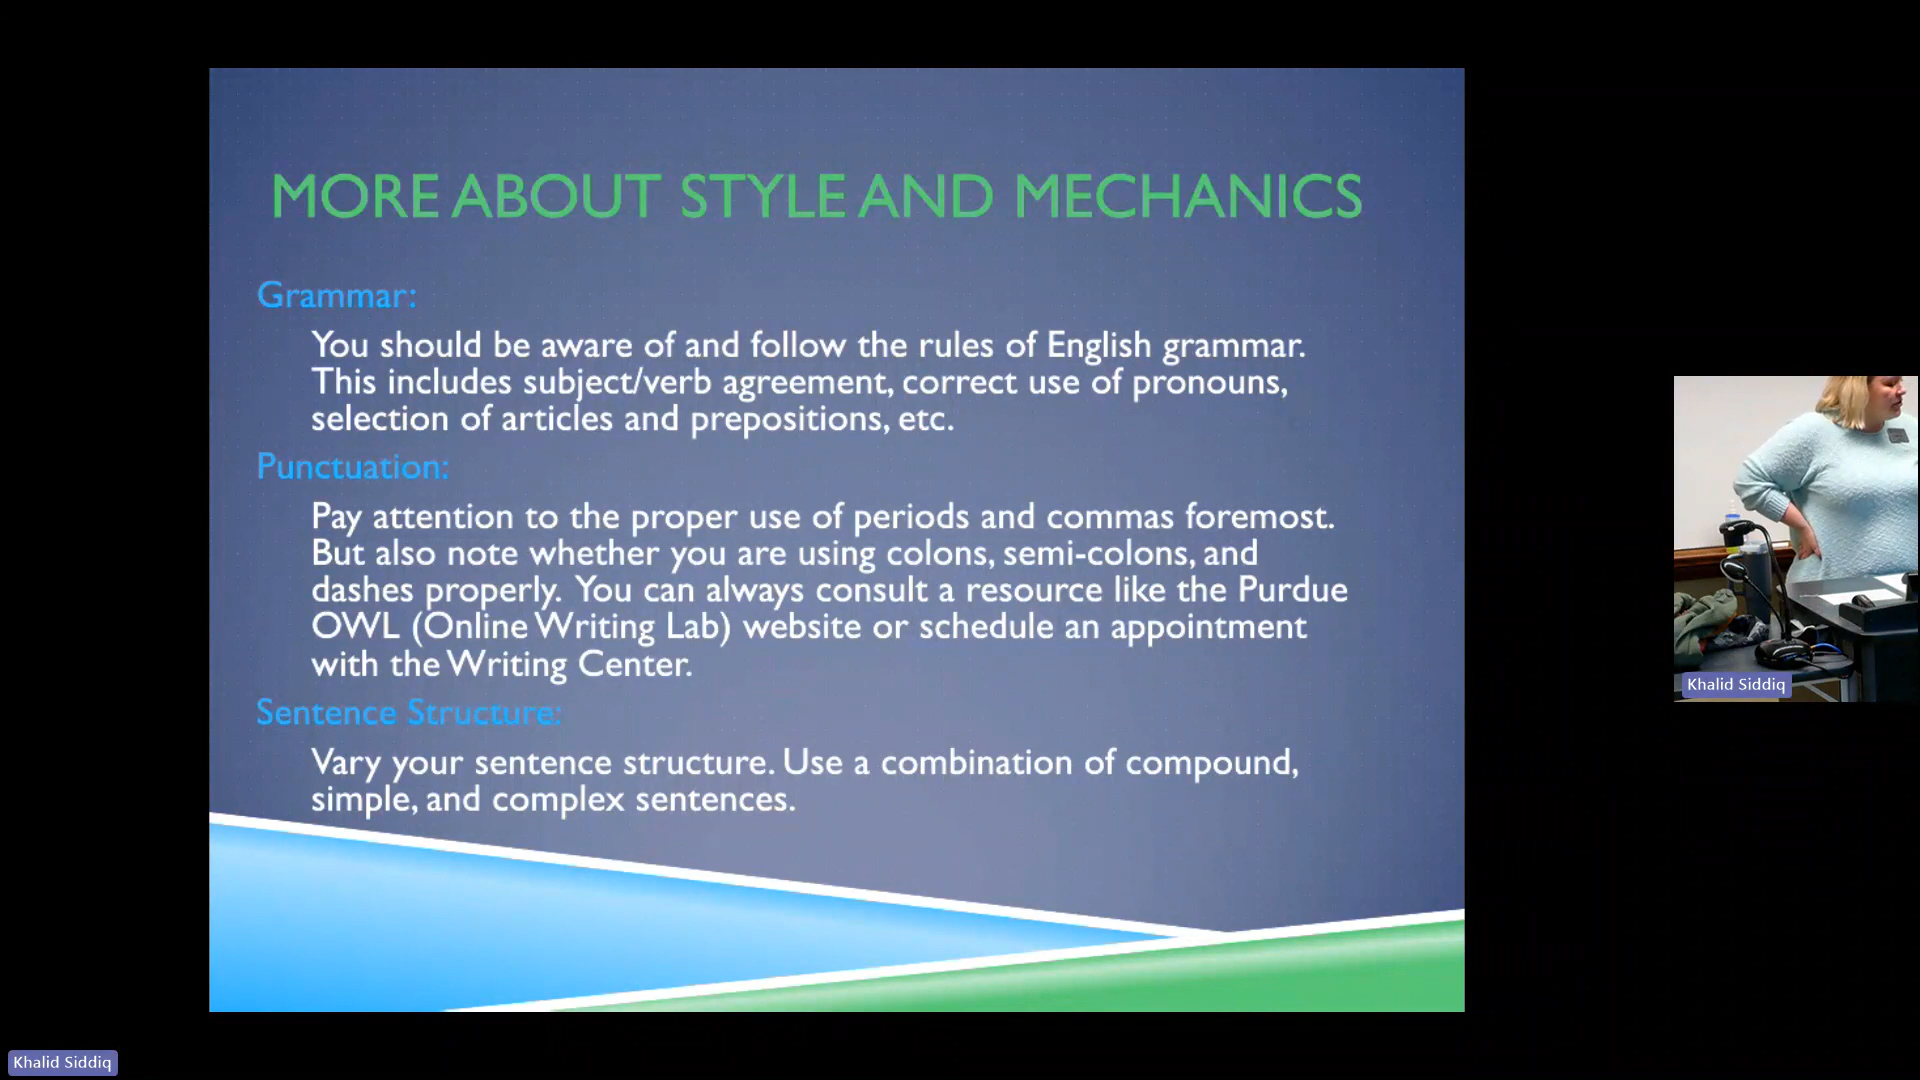 MORE ABOUT STYLE AND MECHANICS
Grammar:
You should be aware of and follow the rules of English grammar.
This includes subject/verb agreement, correct use of pronouns,
selection of articles and prepositions, etc.
Punctuation:
Pay attention to the proper use of periods and commas foremost.
But also note whether you are using colons, semi-colons, and
dashes properly. You can always consult a resource like the Purdue
OWL (Online Writing Lab) website or schedule an appointment
with the Writing Center.
Sentence Structure:
Vary your sentence structure. Use a combination of compound,
simple, and complex sentences.
Khalid Siddiq
Khalid Siddiq